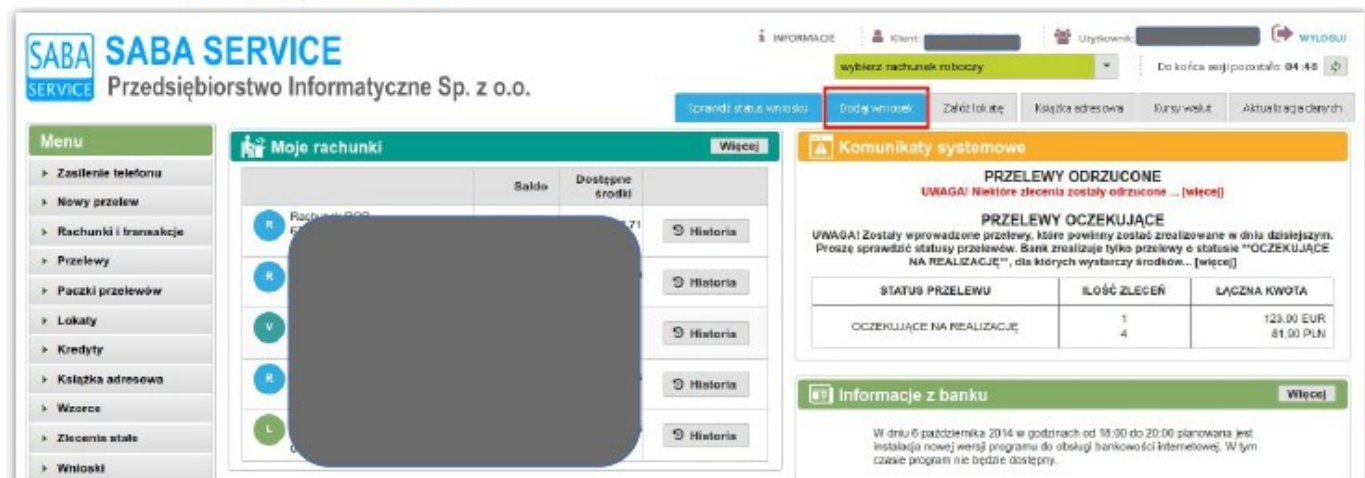 SABA SERVICE
SABA SERVICE
Przedsiębiorstwo Informatyczne Sp. z o.o.
INFORMACJE Klient: Użytkownik: WYLOGUJ
wybierz rachunek roboczy Do końca sesji pozostało: 04:48
Sprawdź status wniosku Dodaj wniosek Załóż lokatę Książka adresowa Kursy walut Aktualizacja danych
Menu
Zasilenie telefonu
Nowy przelew
Rachunki i transakcje
Przelewy
Paczki przelewów
Lokaty
Kredyty
Książka adresowa
Wzorce
Zlecenia stałe
Wnioski
Moje rachunki Więcej
Saldo Dostępne środki
R 71 Historia
R Historia
V Historia
R Historia
L Historia
Komunikaty systemowe
PRZELEWY ODRZUCONE
UWAGA! Niektóre zlecenia zostały odrzucone ... [więcej]
PRZELEWY OCZEKUJĄCE
UWAGA! Zostały wprowadzone przelewy, które powinny zostać zrealizowane w dniu dzisiejszym.
Proszę sprawdzić statusy przelewów. Bank zrealizuje tylko przelewy o statusie "'OCZEKUJĄCE
NA REALIZACJĘ'", dla których wystarczy środków... [więcej]
STATUS PRZELEWU ILOŚĆ ZLECEŃ ŁĄCZNA KWOTA
OCZEKUJĄCE NA REALIZACJĘ 1 123,00 EUR
4 81,90 PLN
Informacje z banku Więcej
W dniu 6 października 2014 w godzinach od 18:00 do 20:00 planowana jest
instalacja nowej wersji programu do obsługi bankowości internetowej. W tym
czasie program nie będzie dostępny.